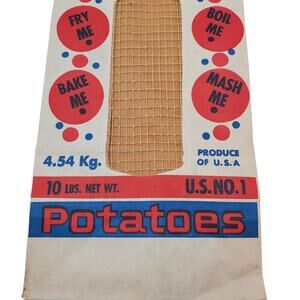 FRY
ME
BOIL
ME
BAKE
ME
MASH
ME
4.54 Kg.
PRODUCE
OF U.S.A
10 LBS. NET WT.
U.S. NO.1
Potatoes